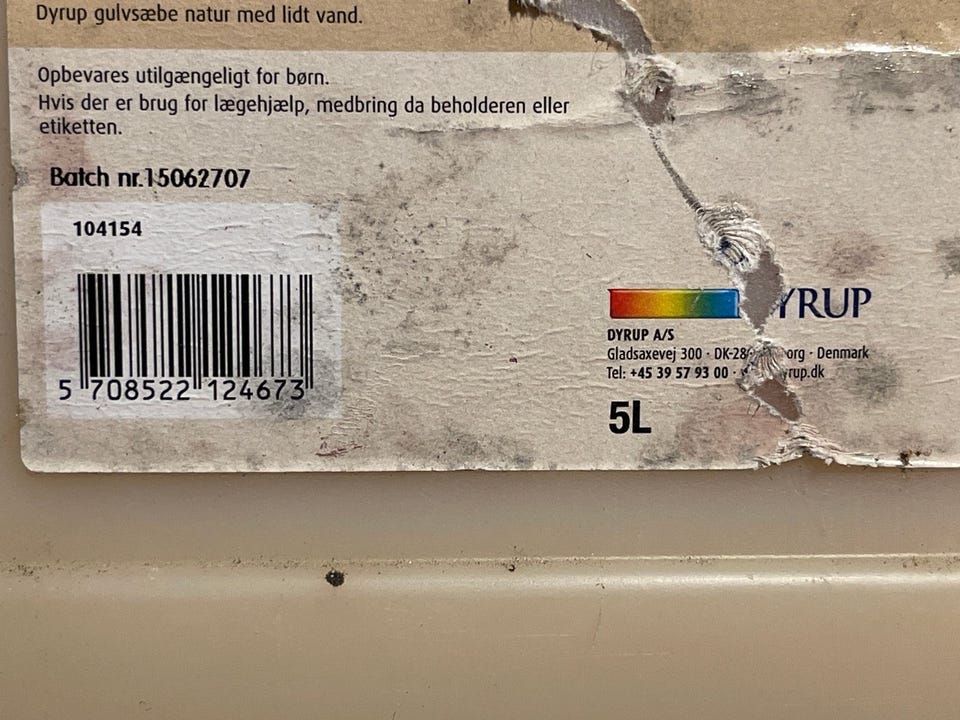 Dyrup gulvsæbe natur med lidt vand.
Opbevares utilgængeligt for børn.
Hvis der er brug for lægehjælp, medbring da beholderen eller
etiketten.
Batch nr.15062707
104154
5 708522 124673
YRUP
DYRUP A/S
Gladsaxevej 300 · DK-28 org · Denmark
Tel: +45 39 57 93 00 · rup.dk
5L